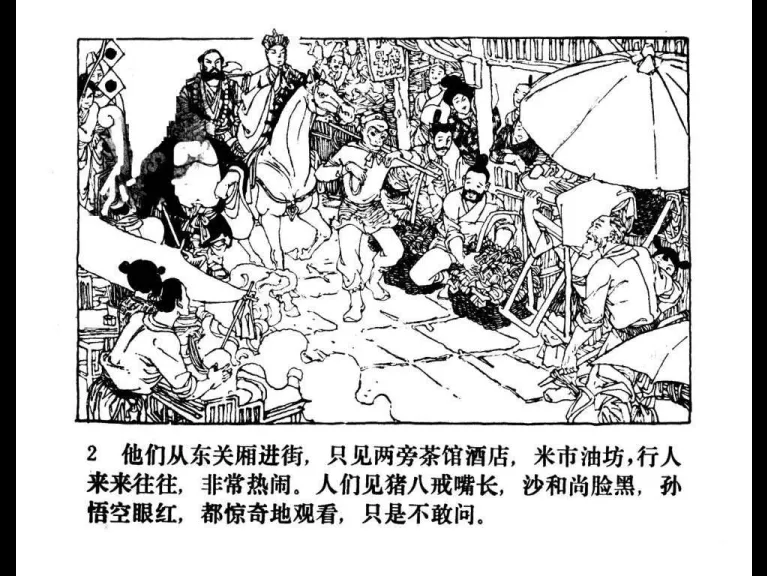 2 他们从东关厢进街，只见两旁茶馆酒店，米市油坊，行人
来来往往，非常热闹。人们见猪八戒嘴长，沙和尚脸黑，孙
悟空眼红，都惊奇地观看，只是不敢问。